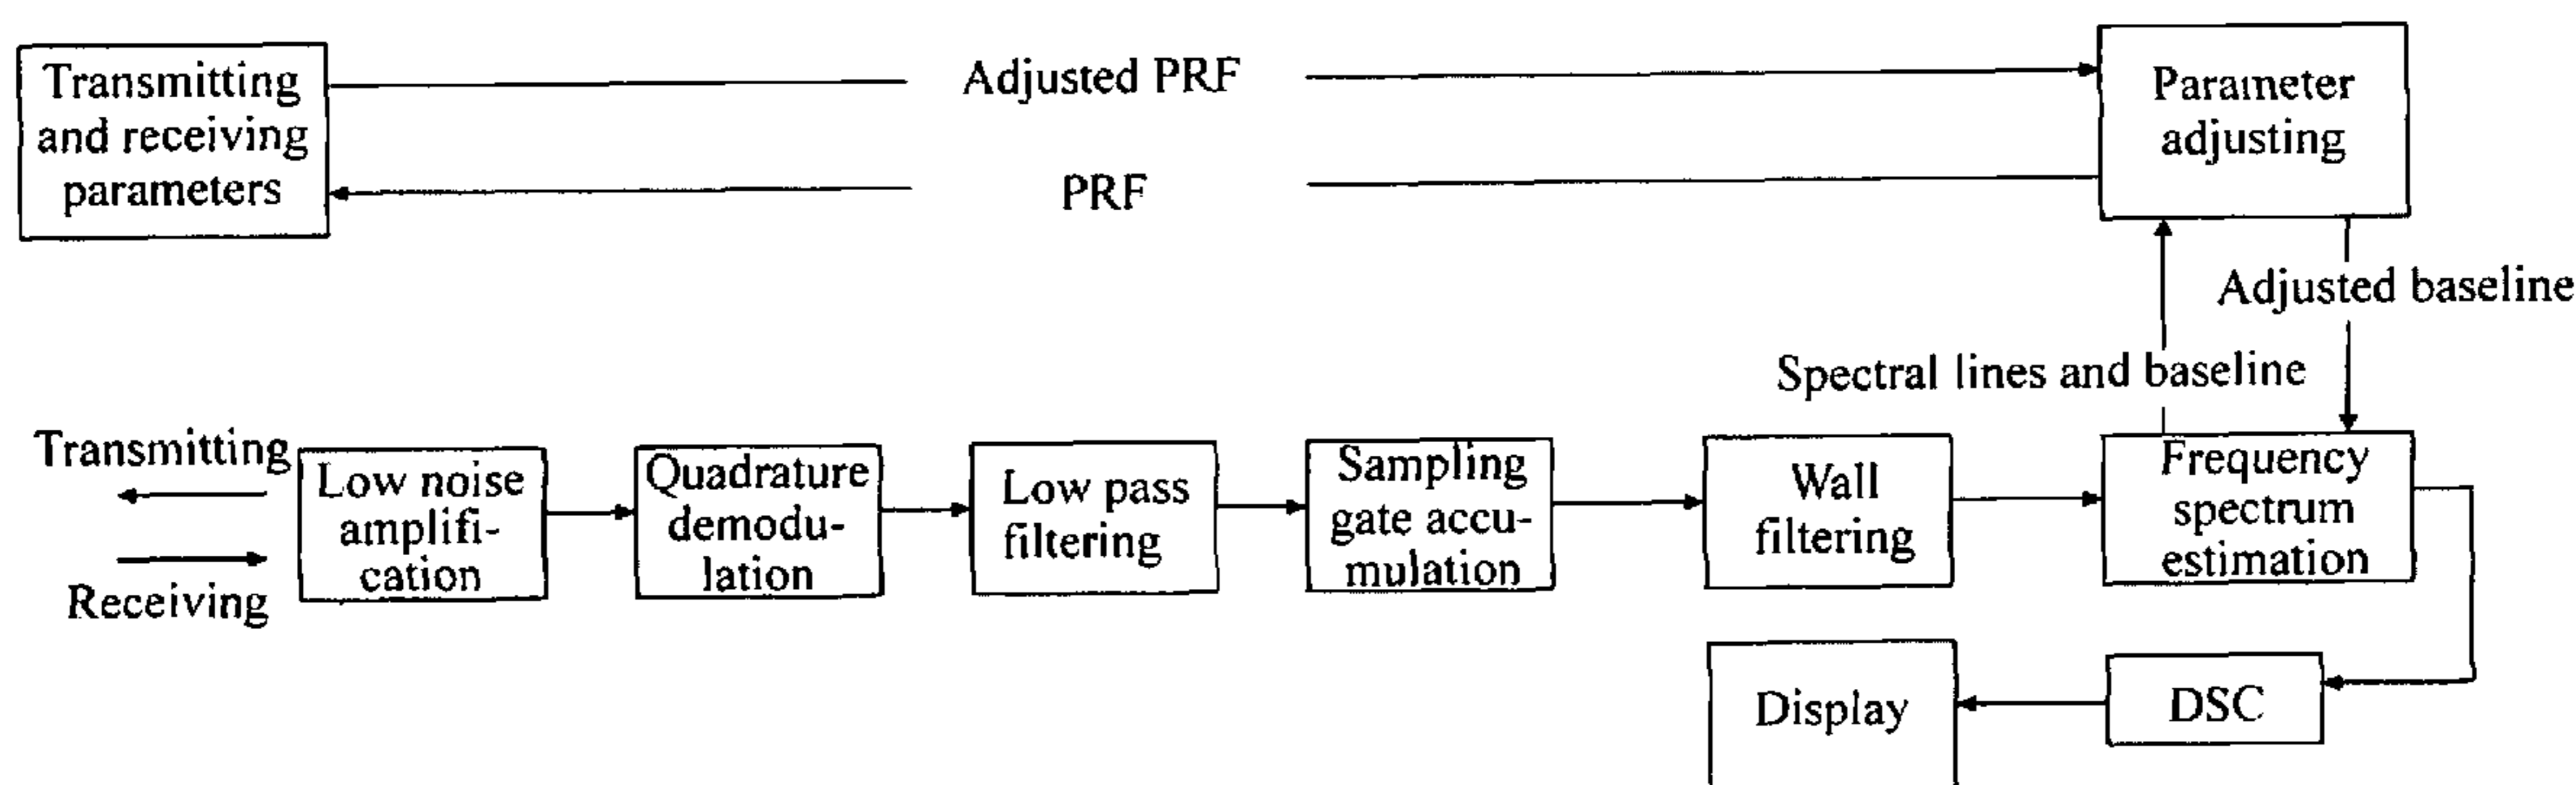 Transmitting
and receiving
parameters
Adjusted PRF
PRF
Parameter
adjusting
Adjusted baseline
Spectral lines and baseline
Transmitting
Receiving
Low noise
amplifi-
cation
Quadrature
demodu-
lation
Low pass
filtering
Sampling
gate accu-
mulation
Wall
filtering
Frequency
spectrum
estimation
Display
DSC